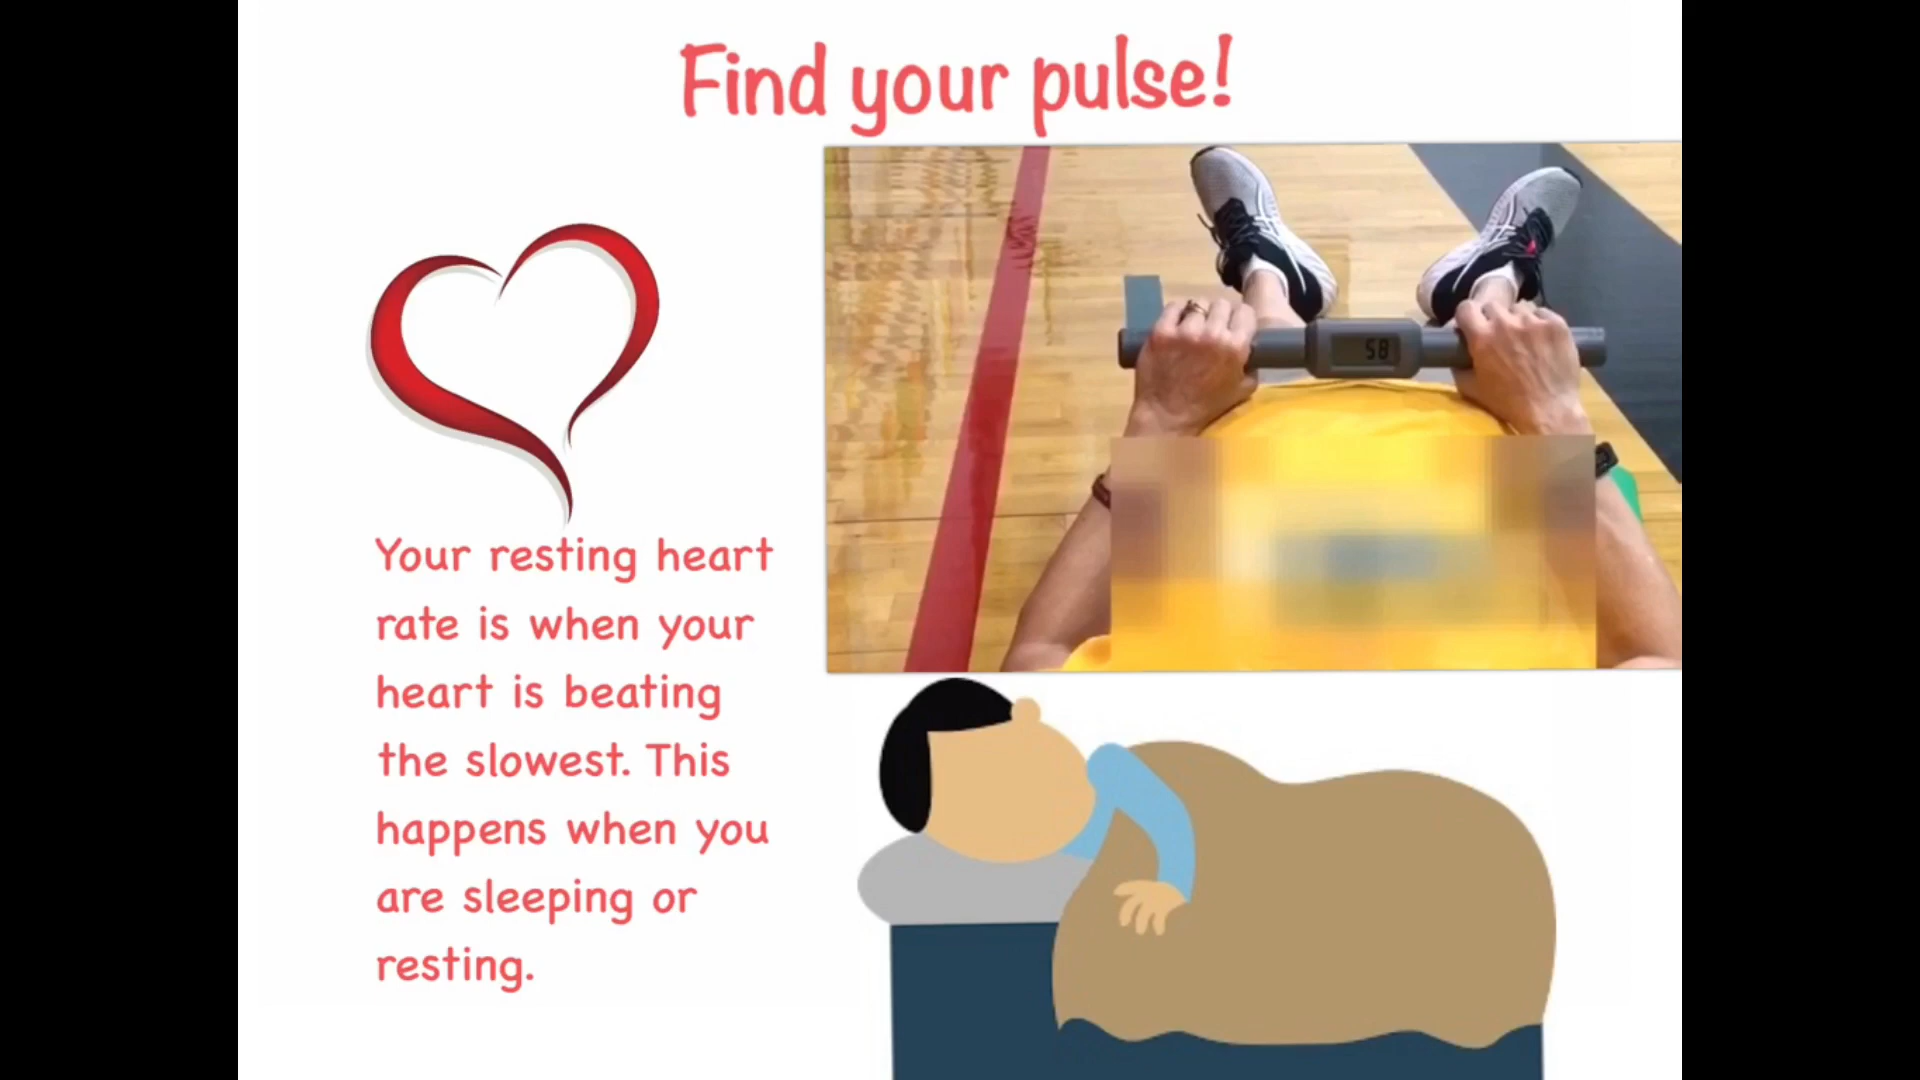 Find your pulse!
58
Your resting heart
rate is when your
heart is beating
the slowest. This
happens when you
are sleeping or
resting.